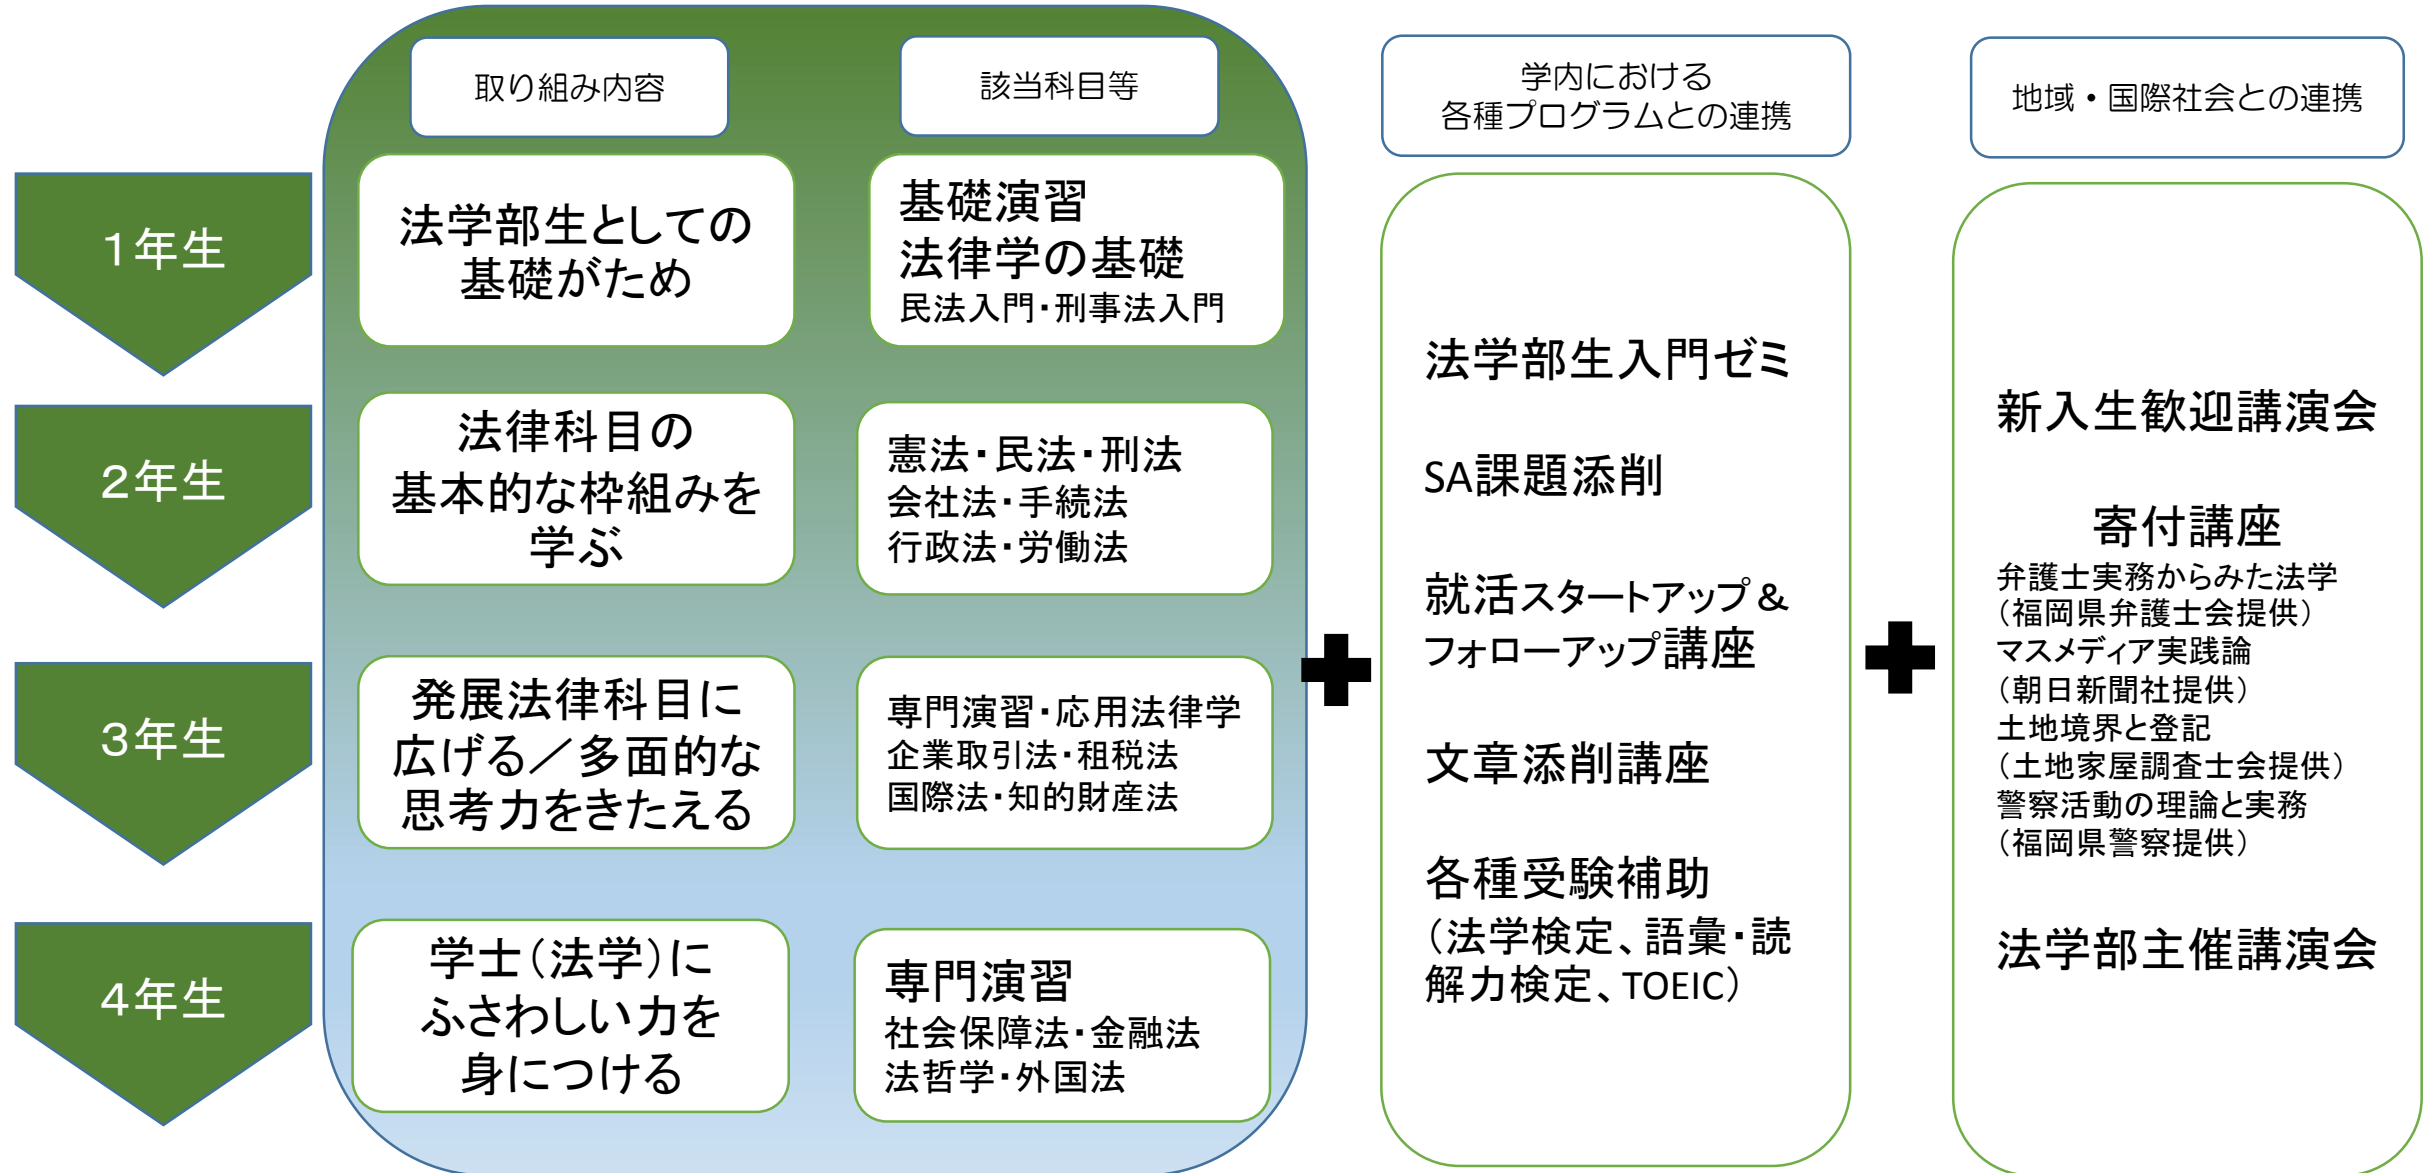 取り組み内容
該当科目等
学内における
各種プログラムとの連携
地域・国際社会との連携
１年生
法学部生としての
基礎がため
基礎演習
法律学の基礎
民法入門・刑事法入門
２年生
法律科目の
基本的な枠組みを
学ぶ
憲法・民法・刑法
会社法・手続法
行政法・労働法
３年生
発展法律科目に
広げる／多面的な
思考力をきたえる
専門演習・応用法律学
企業取引法・租税法
国際法・知的財産法
４年生
学士（法学）に
ふさわしい力を
身につける
専門演習
社会保障法・金融法
法哲学・外国法
法学部生入門ゼミ
SA課題添削
就活スタートアップ＆
フォローアップ講座
文章添削講座
各種受験補助
（法学検定、語彙・読
解力検定、TOEIC）
新入生歓迎講演会
寄付講座
弁護士実務からみた法学
（福岡県弁護士会提供）
マスメディア実践論
（朝日新聞社提供）
土地境界と登記
（土地家屋調査士会提供）
警察活動の理論と実務
（福岡県警察提供）
法学部主催講演会